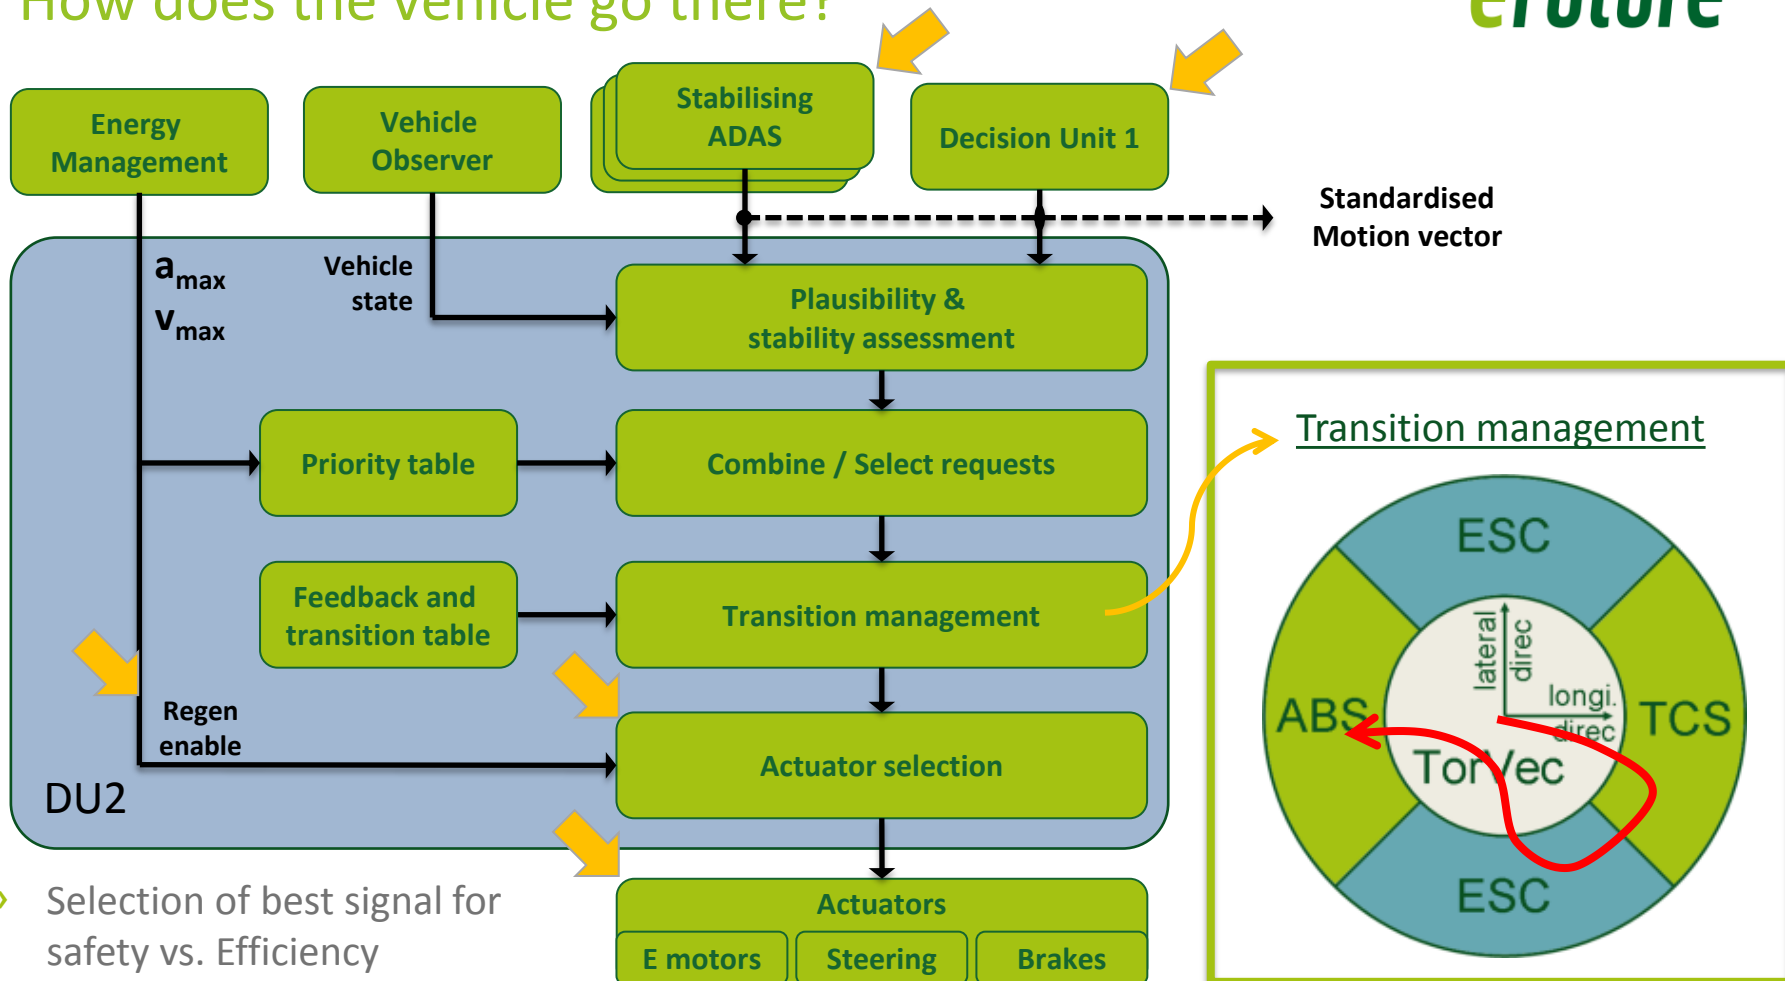 How does the vehicle go there?
eFuture
Energy
Management
Vehicle
Observer
Stabilising
ADAS
Decision Unit 1
Standardised
Motion vector
a max
v max
Vehicle
state
Plausibility &
stability assessment
Priority table
Combine / Select requests
Feedback and
transition table
Transition management
Regen
enable
Actuator selection
DU2
Actuators
E motors
Steering
Brakes
Selection of best signal for
safety vs. Efficiency
Transition management
ESC
lateral
direc
longi.
direc
ABS
TCS
TorVec
ESC